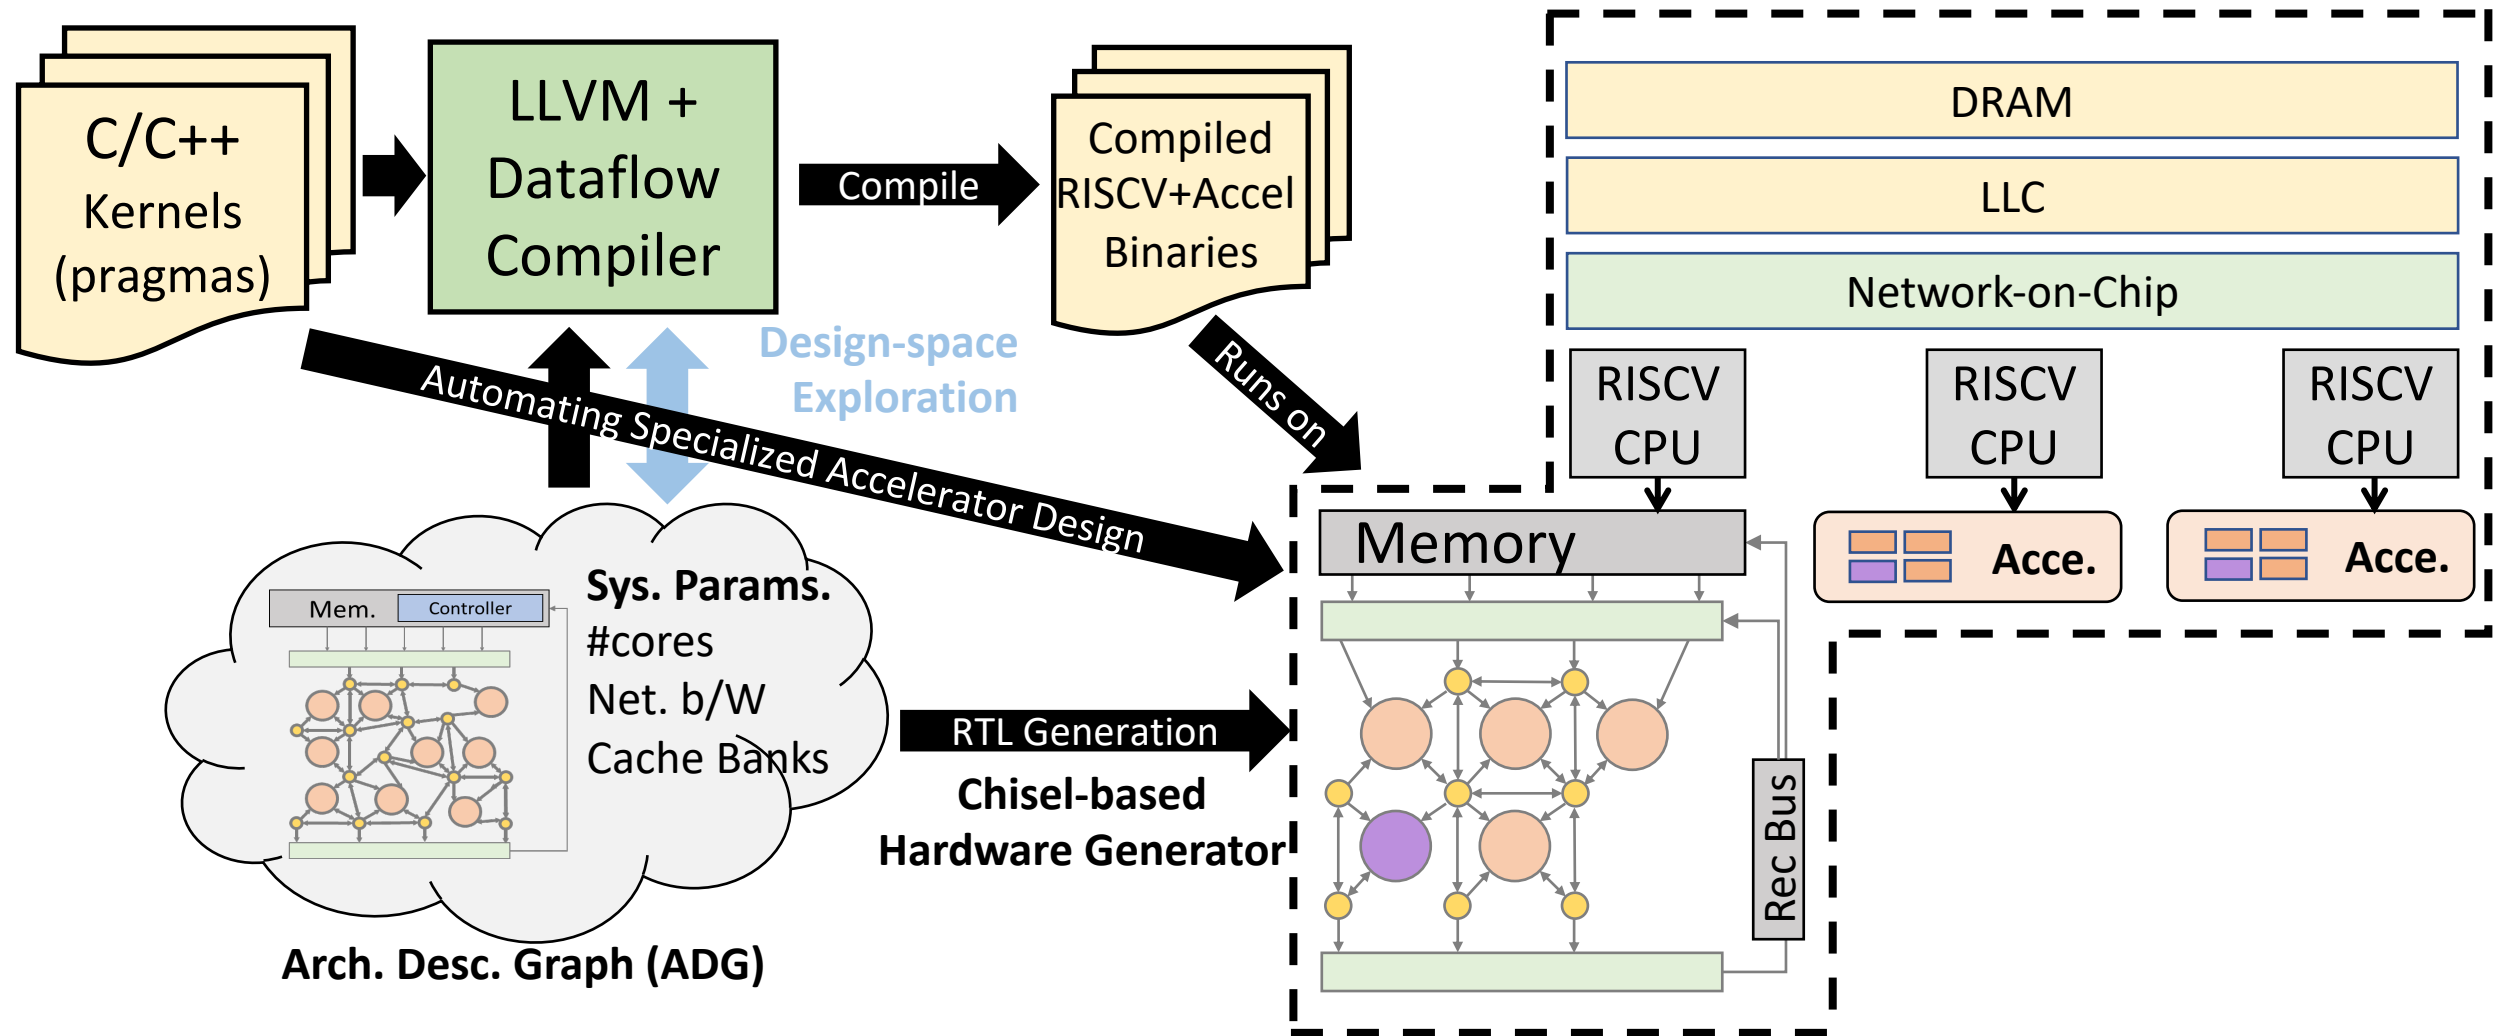 C/C++
Kernels
(pragmas)
LLVM +
Dataflow
Compiler
Compile
Compiled
RISCV+Accel
Binaries
Design-space
Exploration
Automating Specialized Accelerator Design
Runs on
DRAM
LLC
Network-on-Chip
RISCV
CPU
RISCV
CPU
RISCV
CPU
Memory
Acce.
Acce.
Mem.
Controller
Sys. Params.
#cores
Net. b/W
Cache Banks
RTL Generation
Chisel-based
Hardware Generator
Rec Bus
Arch. Desc. Graph (ADG)